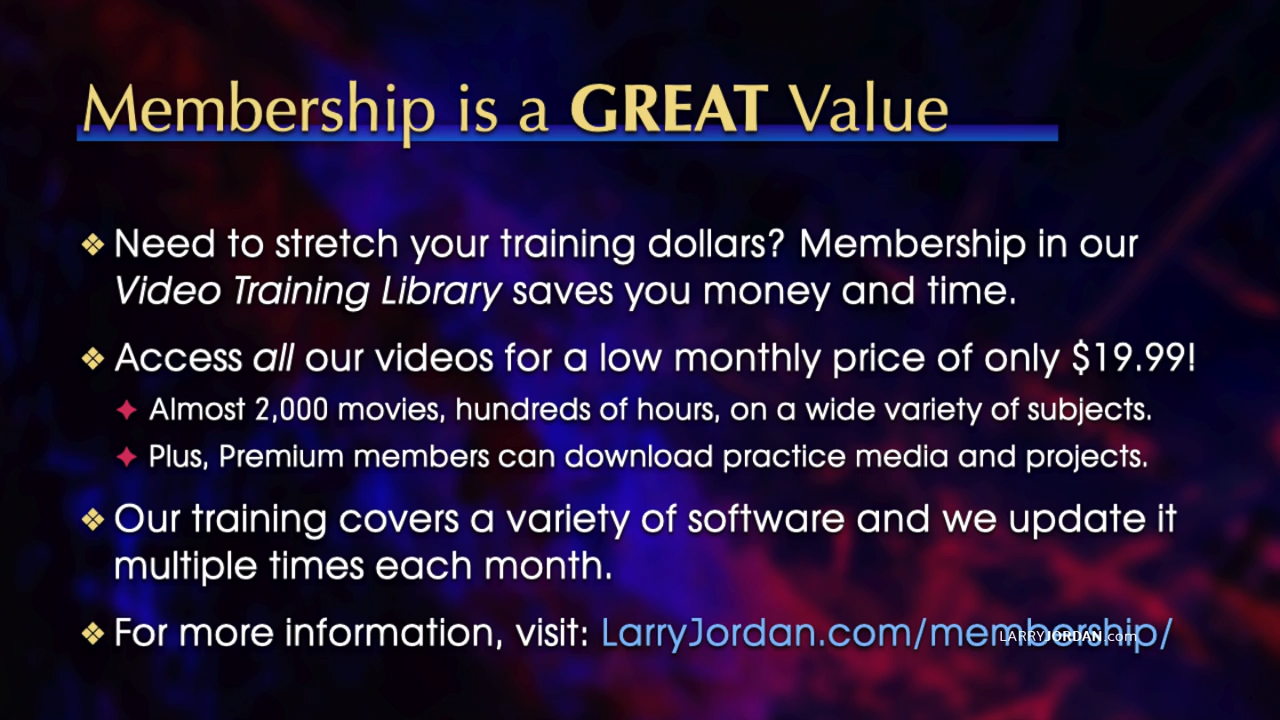 Membership is a GREAT Value
❖ Need to stretch your training dollars? Membership in our
Video Training Library saves you money and time.
❖ Access all our videos for a low monthly price of only $19.99!
✦ Almost 2,000 movies, hundreds of hours, on a wide variety of subjects.
✦ Plus, Premium members can download practice media and projects.
❖ Our training covers a variety of software and we update it
multiple times each month.
❖ For more information, visit: LarryJordan.com/membership/
LARRYJORDAN.com